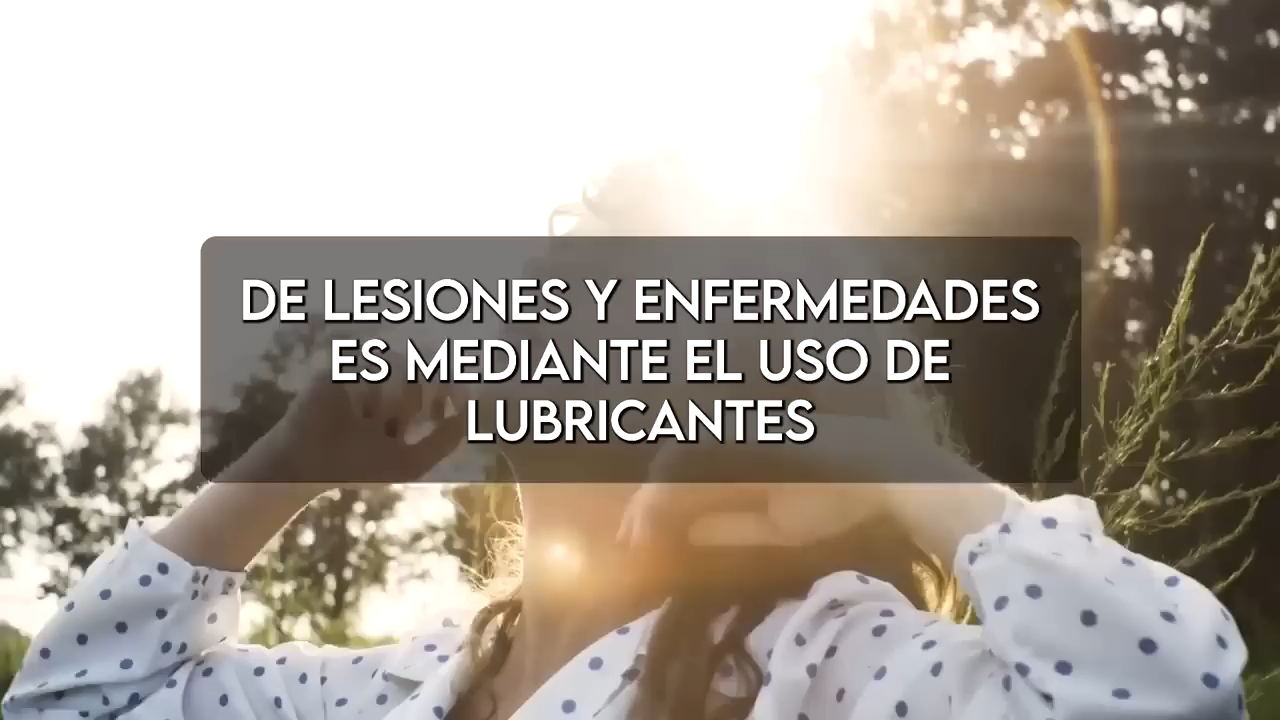 DE LESIONES Y ENFERMEDADES
ES MEDIANTE EL USO DE
LUBRICANTES